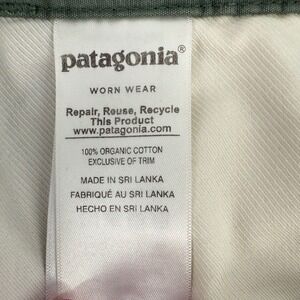 patagonia®
WORN WEAR
Repair, Reuse, Recycle
This Product
www.patagonia.com
100% ORGANIC COTTON
EXCLUSIVE OF TRIM
MADE IN SRI LANKA
FABRIQUÉ AU SRI LANKA
HECHO EN SRI LANKA